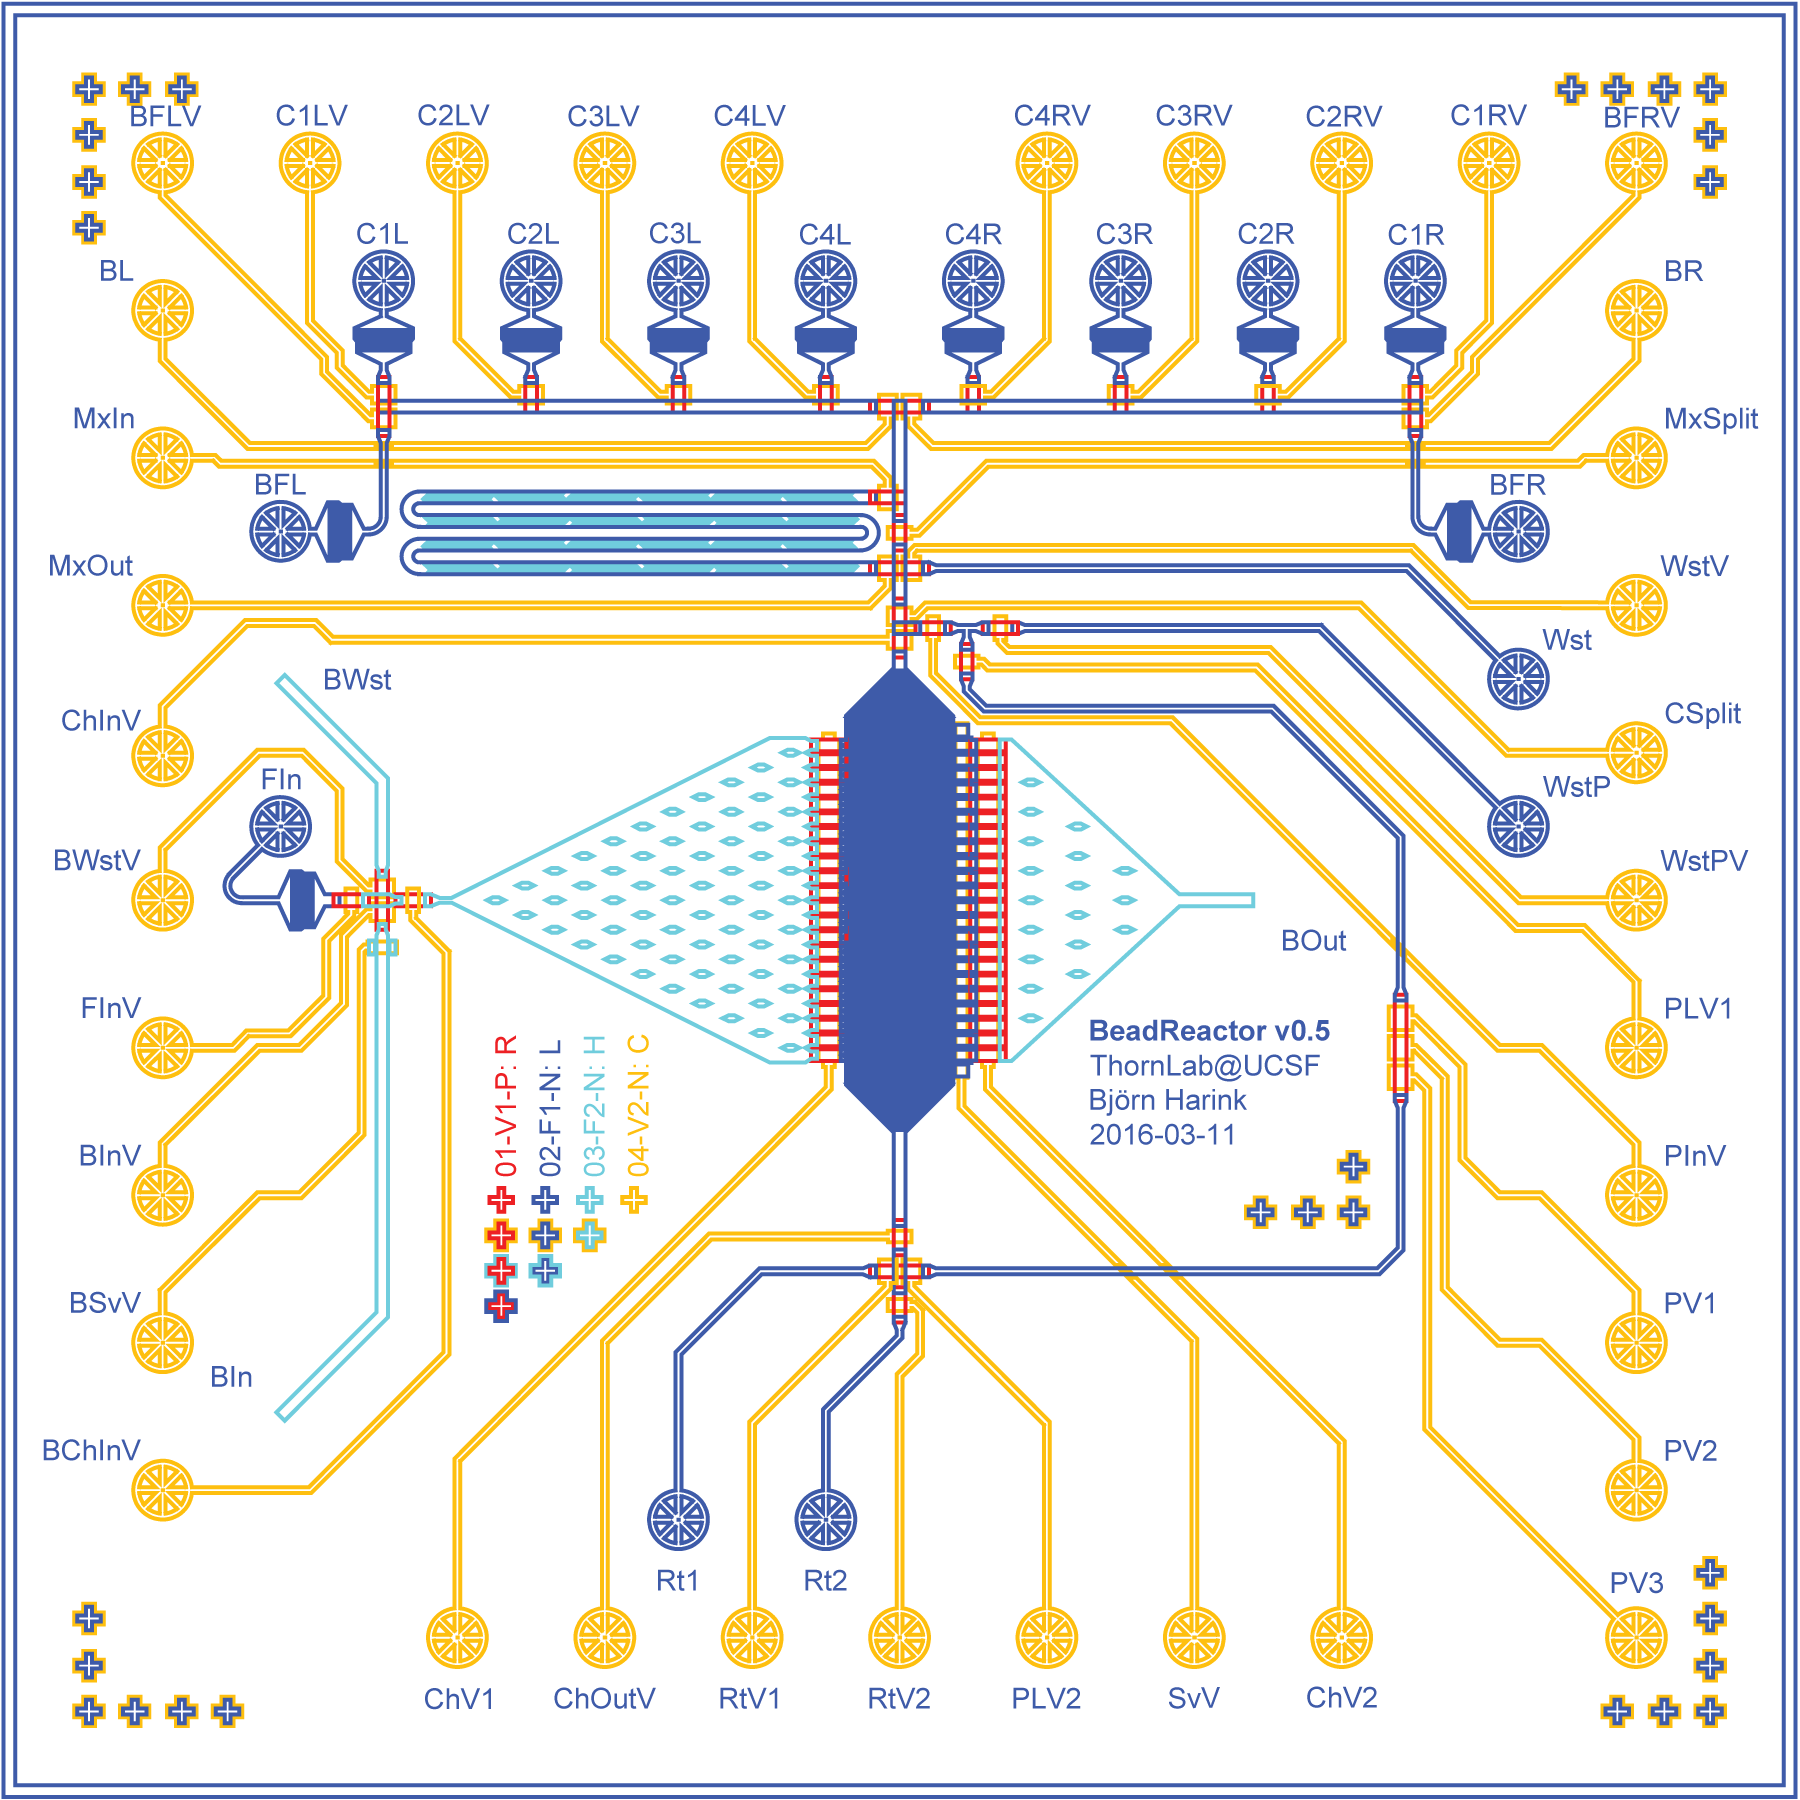 BFLV
C1LV
C2LV
C3LV
C4LV
C4RV
C3RV
C2RV
C1RV
BFRV
C1L
C2L
C3L
C4L
C4R
C3R
C2R
C1R
BL
BR
MxIn
MxSplit
BFL
BFR
MxOut
WstV
Wst
BWst
ChInV
CSplit
FIn
WstP
BWstV
WstPV
BOut
FInV
PLV1
BeadReactor v0.5
ThornLab@UCSF
Björn Harink
2016-03-11
01-V1-P: R
02-F1-N: L
03-F2-N: H
04-V2-N: C
BInV
PInV
BSvV
PV1
BIn
BChInV
PV2
Rt1
Rt2
PV3
ChV1
ChOutV
RtV1
RtV2
PLV2
SvV
ChV2